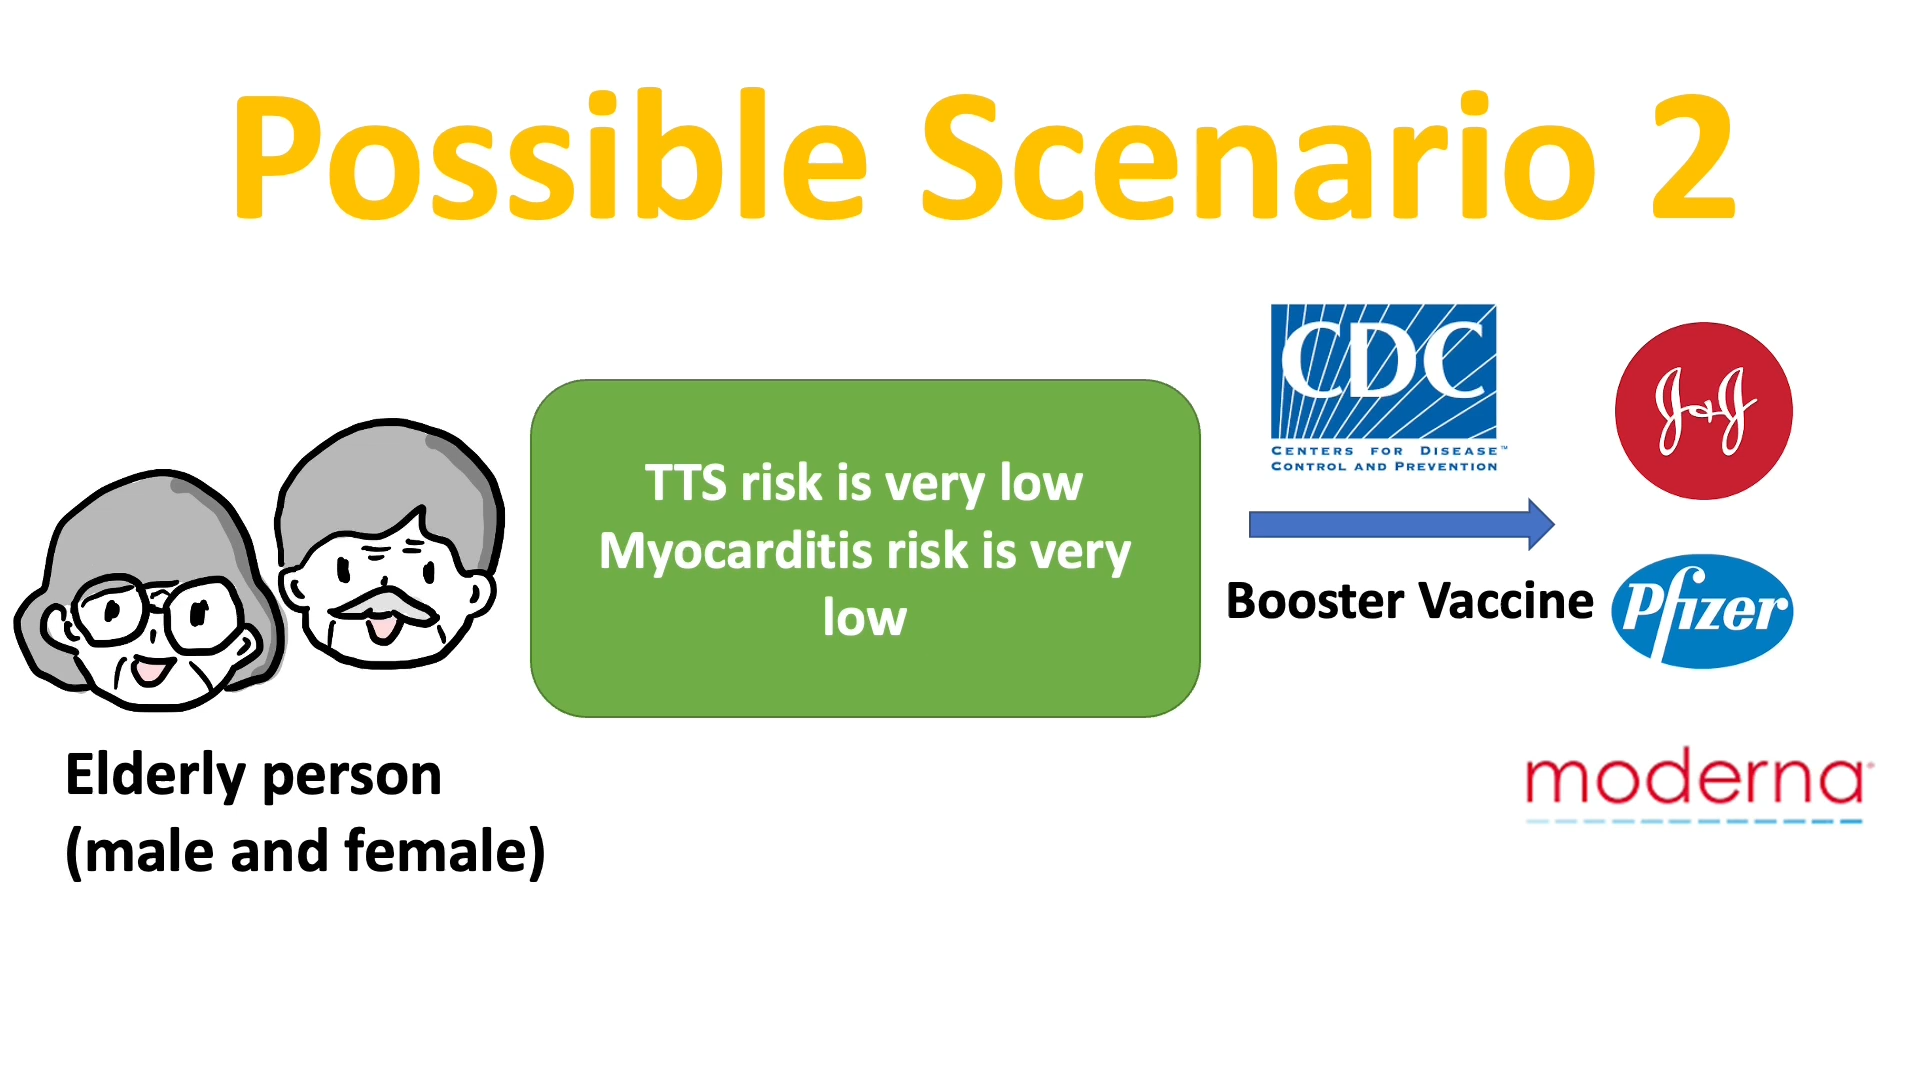 Possible Scenario 2
TTS risk is very low
Myocarditis risk is very
low
CDC
CENTERS FOR DISEASE™
CONTROL AND PREVENTION
Booster Vaccine
J&J
Pfizer
moderna
Elderly person
(male and female)